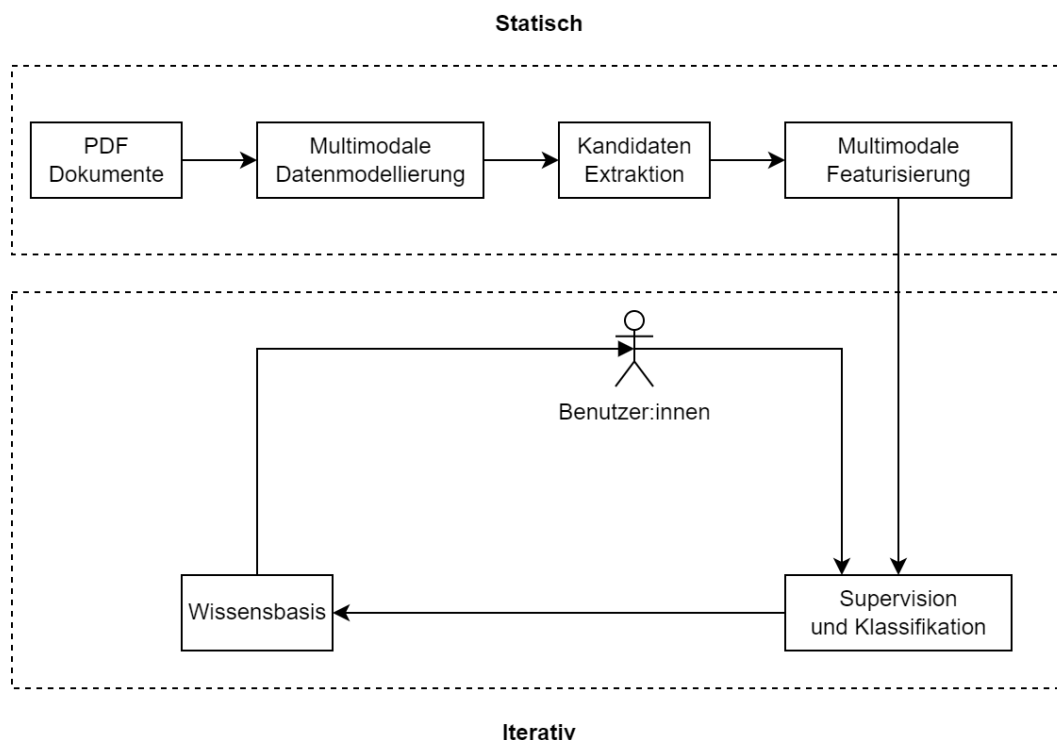 Statisch
PDF
Dokumente
Multimodale
Datenmodellierung
Kandidaten
Extraktion
Multimodale
Featurisierung
Benutzer:innen
Wissensbasis
Supervision
und Klassifikation
Iterativ